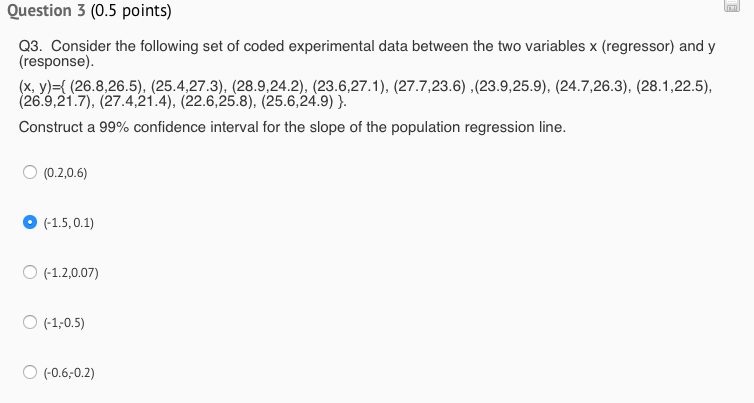 Question 3 (0.5 points)
Q3. Consider the following set of coded experimental data between the two variables x (regressor) and y
(response).
(x, y)={ (26.8,26.5), (25.4,27.3), (28.9,24.2), (23.6,27.1), (27.7,23.6) ,(23.9,25.9), (24.7,26.3), (28.1,22.5),
(26.9,21.7), (27.4,21.4), (22.6,25.8), (25.6,24.9) }.
Construct a 99% confidence interval for the slope of the population regression line.
(0.2,0.6)
(-1.5, 0.1)
(-1.2,0.07)
(-1,-0.5)
(-0.6,-0.2)